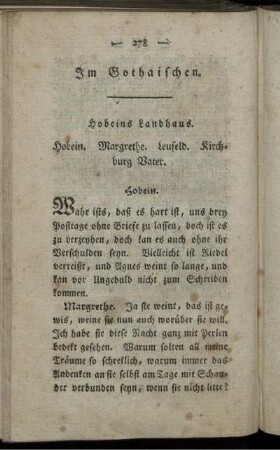 — 278 —
Im Gothaischen.
Hobeins Landhaus.
Hobein. Margrethe. Leufeld. Kirch-
burg Vater.
Hobein.
Wahr ists, daß es hart ist, uns drey
Posttage ohne Briefe zu lassen, doch ist es
zu verzeyhen, doch kan es auch ohne ihr
Verschulden seyn. Vielleicht ist Riedel
verreißt, und Agnes weint so lange, und
kan vor Ungedult nicht zum Schreiben
kommen.
Margrethe. Ja sie weint, das ist ge-
wis, weine sie nun auch worüber sie will.
Ich habe sie diese Nacht ganz mit Perlen
bedekt gesehen. Warum solten all meine
Träume so schreklich, warum immer das
Andenken an sie selbst am Tage mit Schau-
der verbunden seyn, wenn sie nicht litte?